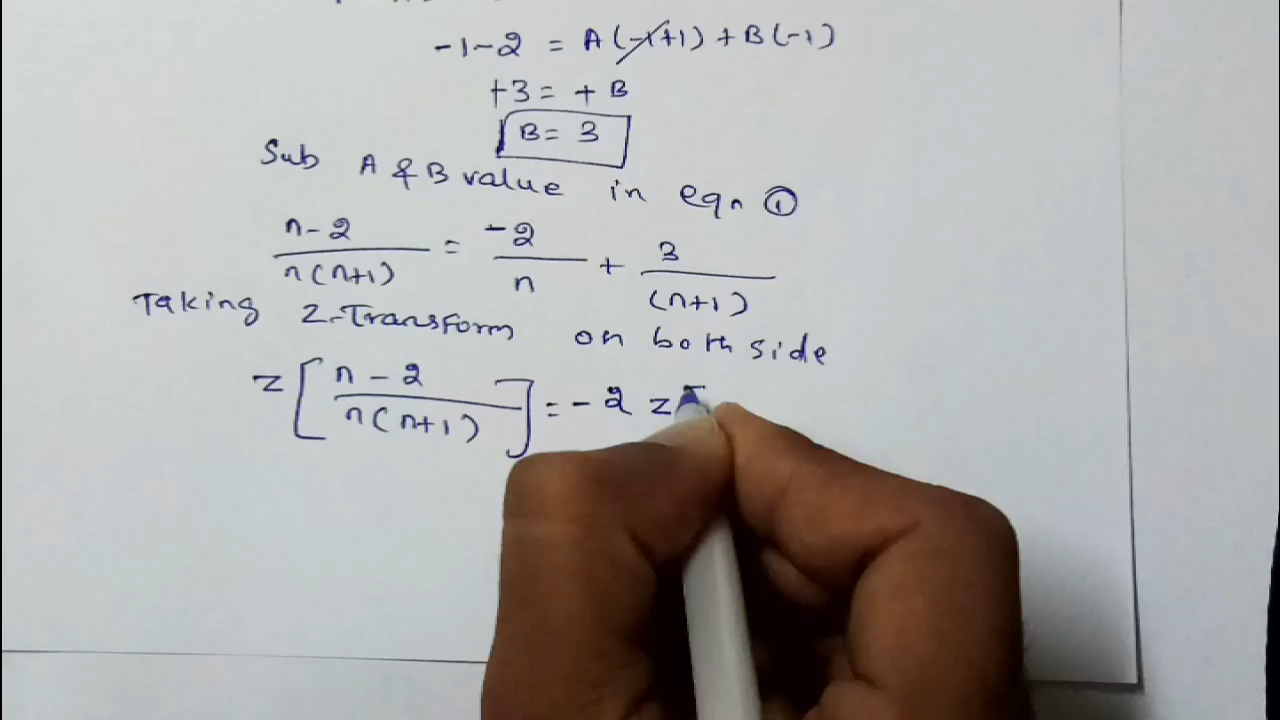 -1-2 = A(-1+1) + B(-1)
+3 = + B
B = 3
Sub A & B value in eqn ①
n-2 / n(n+1) = -2 / n + 3 / (n+1)
Taking Z-Transform on both side
Z[ n-2 / n(n+1) ] = -2 Z[